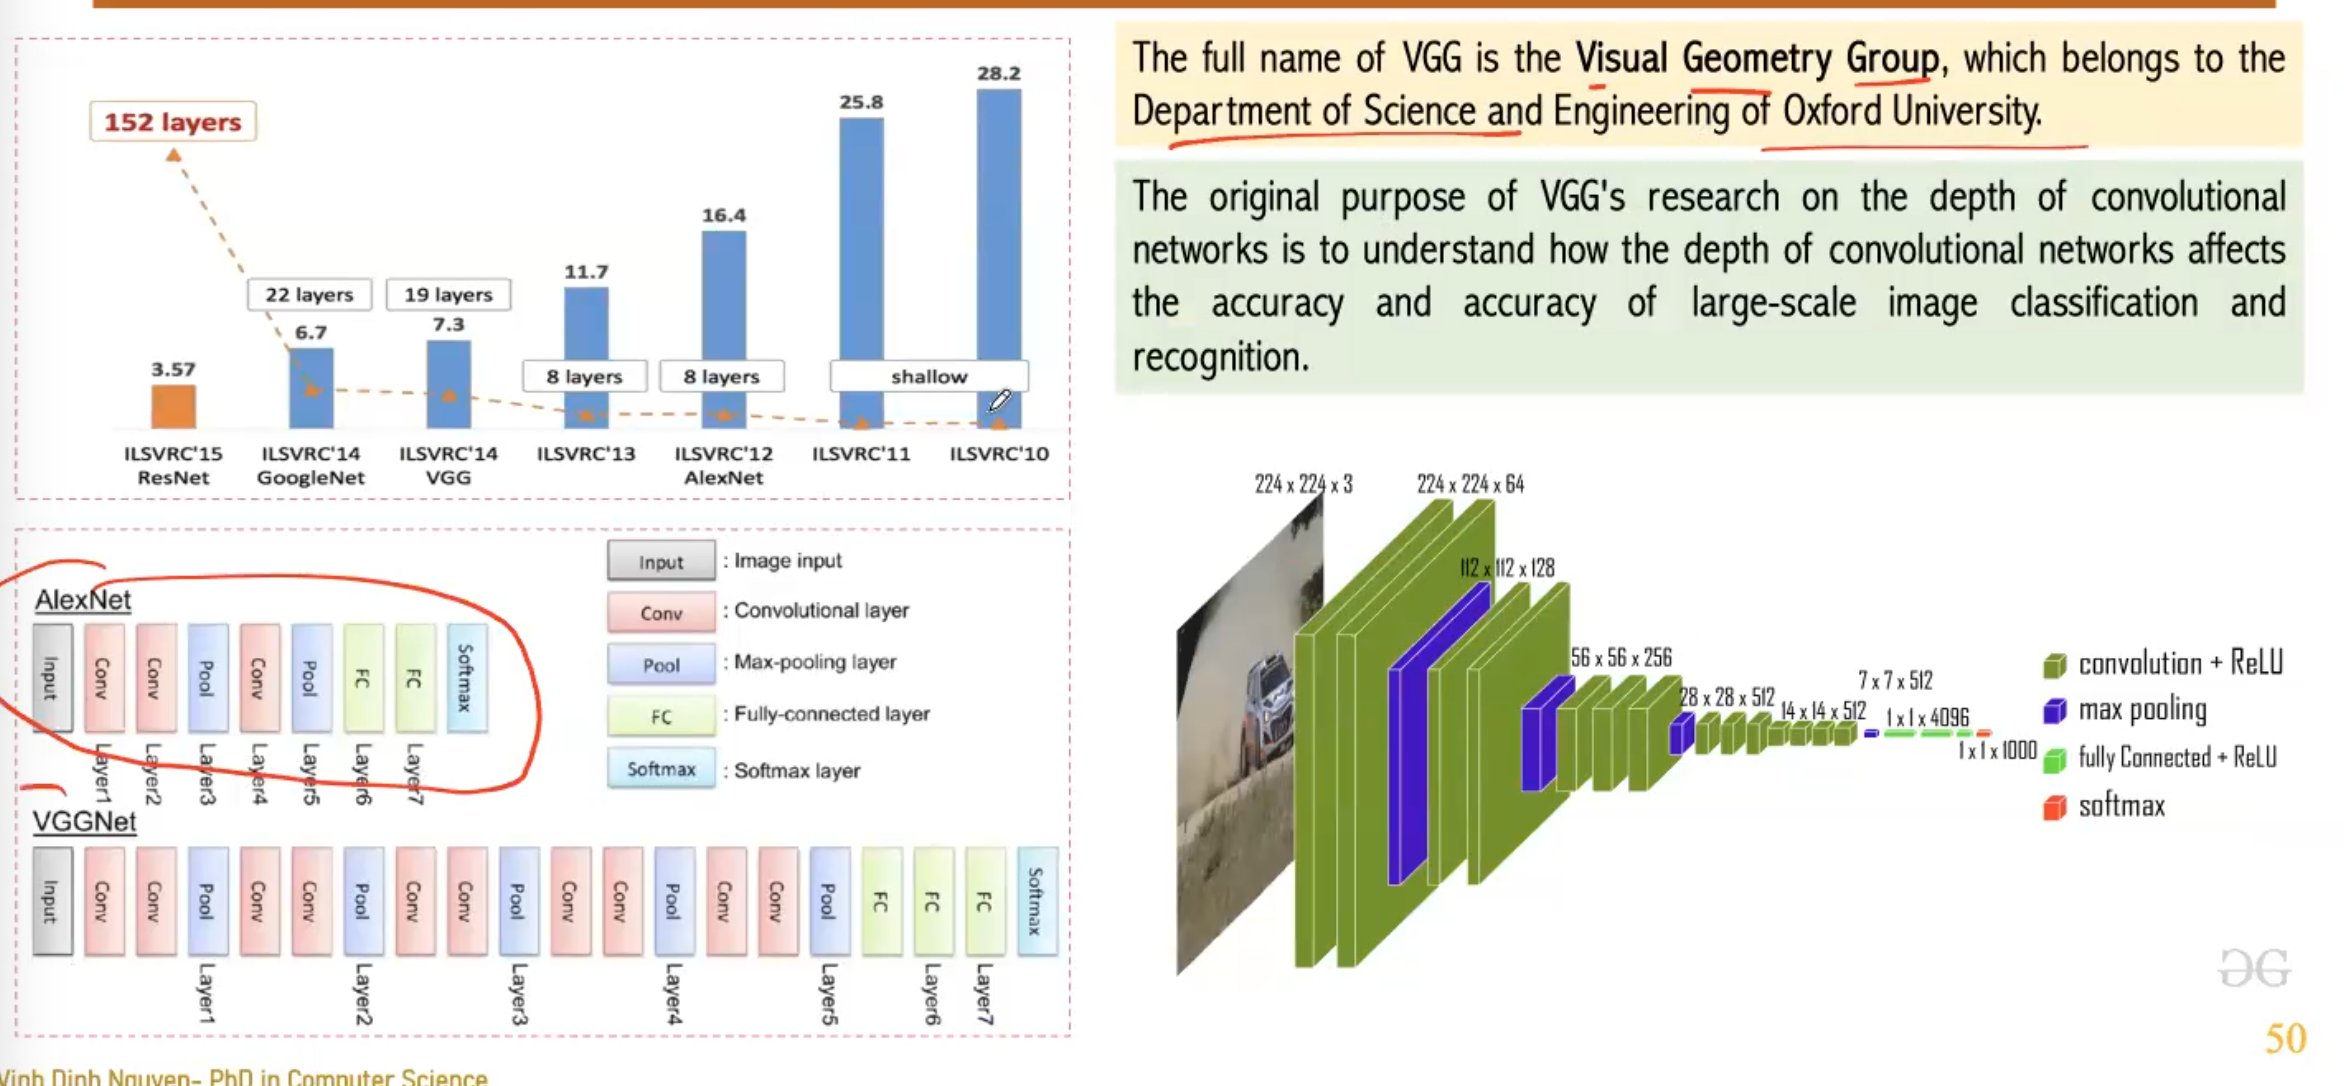 152 layers
28.2
25.8
16.4
11.7
22 layers
19 layers
6.7
7.3
3.57
8 layers
8 layers
shallow
ILSVRC'15
ResNet
ILSVRC'14
GoogleNet
ILSVRC'14
VGG
ILSVRC'13
ILSVRC'12
AlexNet
ILSVRC'11
ILSVRC'10
The full name of VGG is the Visual Geometry Group, which belongs to the
Department of Science and Engineering of Oxford University.
The original purpose of VGG's research on the depth of convolutional
networks is to understand how the depth of convolutional networks affects
the accuracy and accuracy of large-scale image classification and
recognition.
AlexNet
Input
Conv
Conv
Pool
Conv
Pool
FC
FC
Softmax
Layer1
Layer2
Layer3
Layer4
Layer5
Layer6
Layer7
Input : Image input
Conv : Convolutional layer
Pool : Max-pooling layer
FC : Fully-connected layer
Softmax : Softmax layer
VGGNet
Input
Conv
Conv
Pool
Conv
Conv
Pool
Conv
Conv
Pool
Conv
Conv
Pool
Conv
Conv
Pool
FC
FC
FC
Softmax
Layer1
Layer2
Layer3
Layer4
Layer5
Layer6
Layer7
224 x 224 x 3
224 x 224 x 64
112 x 112 x 128
56 x 56 x 256
28 x 28 x 512
14 x 14 x 512
7 x 7 x 512
1 x 1 x 4096
1 x 1 x 1000
convolution + ReLU
max pooling
fully Connected + ReLU
softmax
50
Vinh Dinh Nguyen- PhD in Computer Science